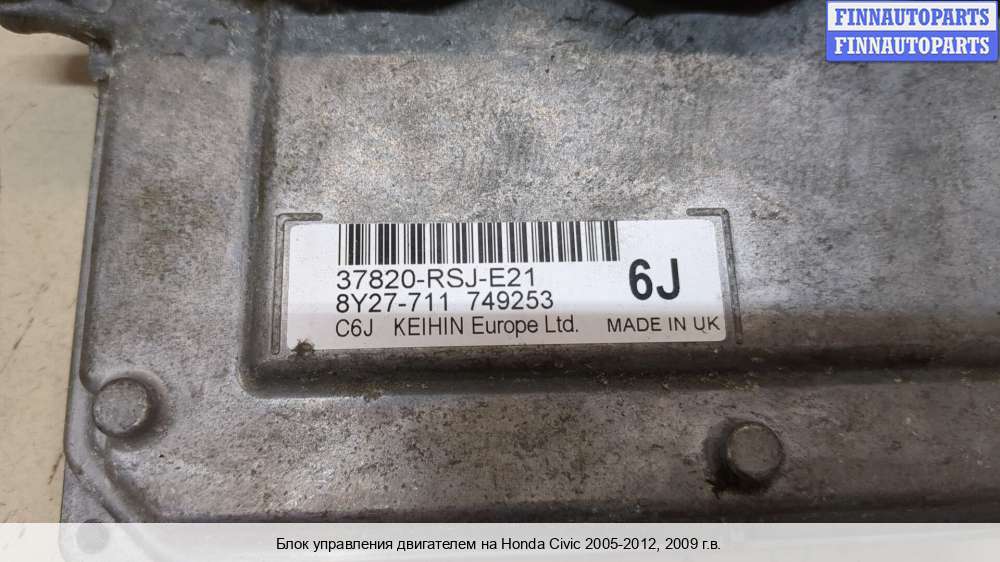 FINNAUTOPARTS
FINNAUTOPARTS
37820-RSJ-E21
8Y27-711 749253
6J
C6J KEIHIN Europe Ltd. MADE IN UK
Блок управления двигателем на Honda Civic 2005-2012, 2009 г.в.